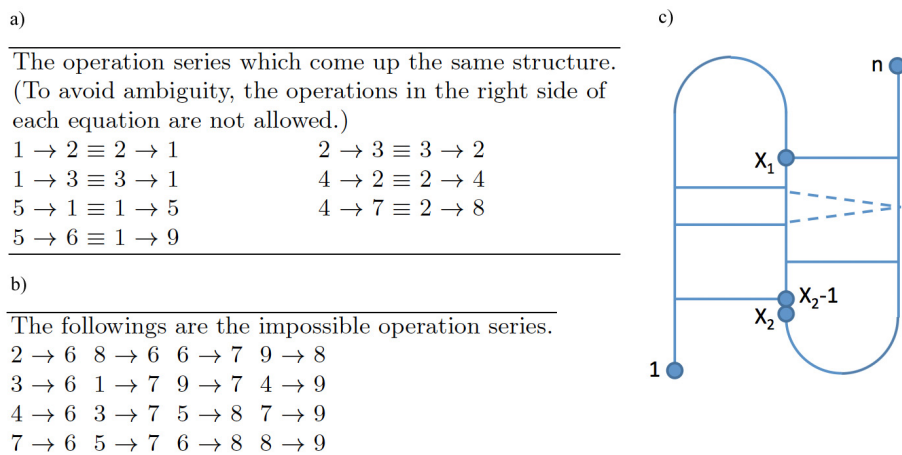 a)
The operation series which come up the same structure.
(To avoid ambiguity, the operations in the right side of
each equation are not allowed.)
1 → 2 ≡ 2 → 1 2 → 3 ≡ 3 → 2
1 → 3 ≡ 3 → 1 4 → 2 ≡ 2 → 4
5 → 1 ≡ 1 → 5 4 → 7 ≡ 2 → 8
5 → 6 ≡ 1 → 9
b)
The followings are the impossible operation series.
2 → 6 8 → 6 6 → 7 9 → 8
3 → 6 1 → 7 9 → 7 4 → 9
4 → 6 3 → 7 5 → 8 7 → 9
7 → 6 5 → 7 6 → 8 8 → 9
c)
n
X₁
X₂-1
X₂
1